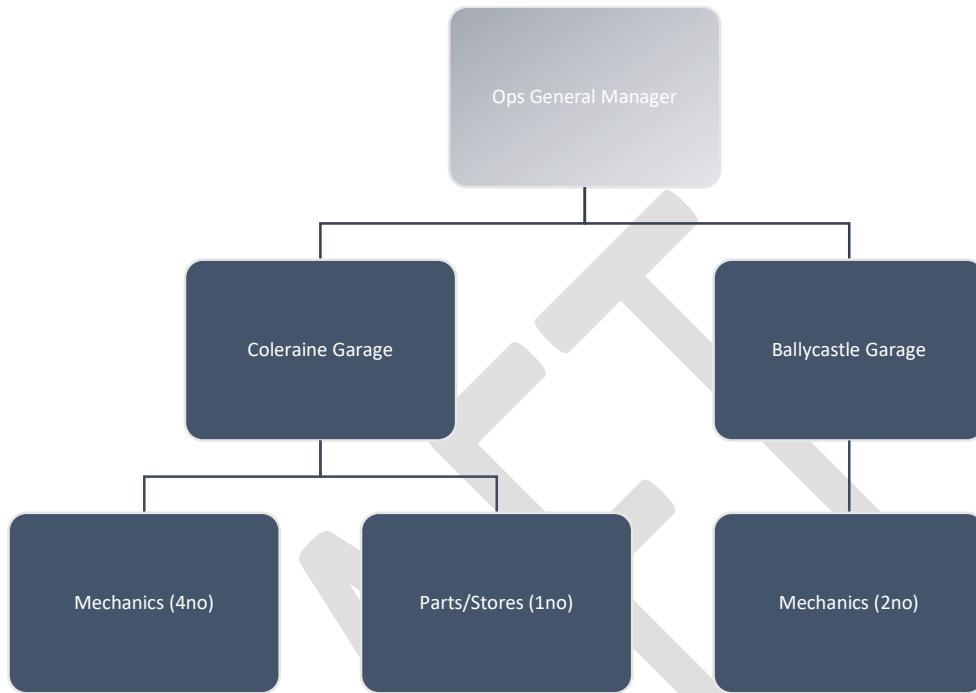 Ops General Manager
Coleraine Garage
Ballycastle Garage
Mechanics (4no)
Parts/Stores (1no)
Mechanics (2no)